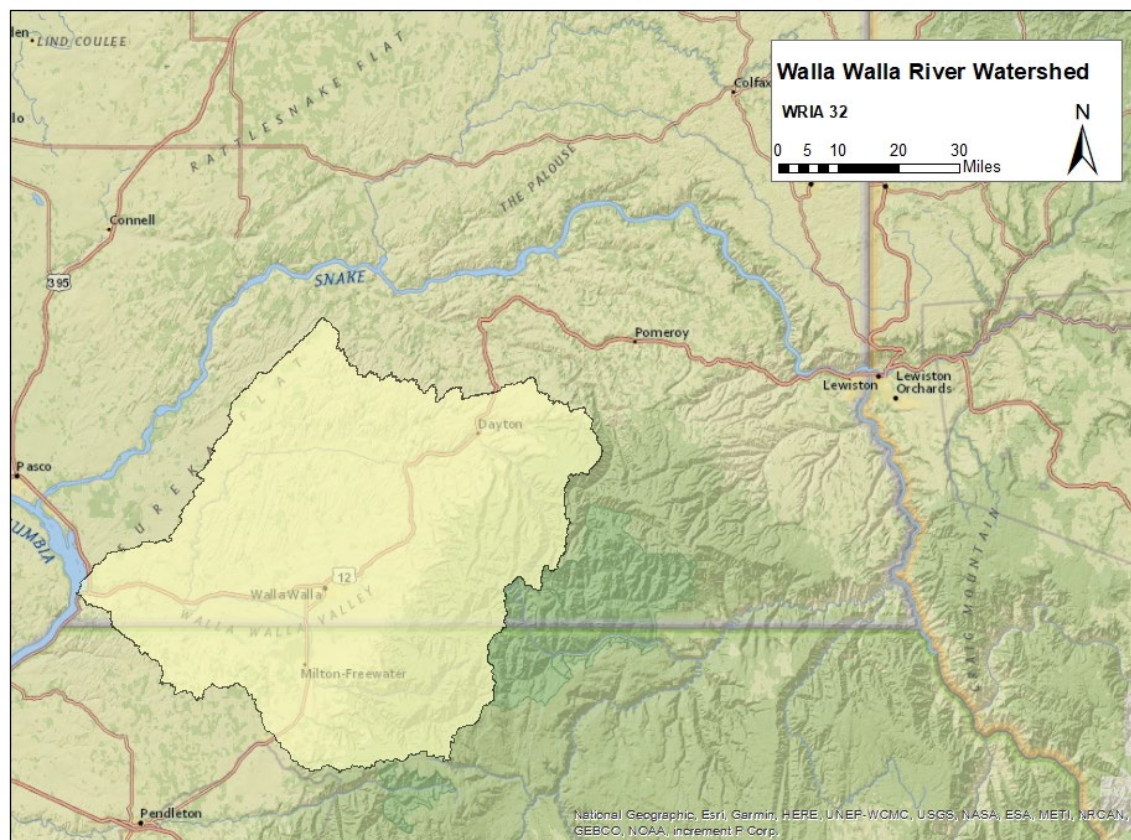 len
LIND COULEE
RATTLESNAKE FLAT
Colfax
Walla Walla River Watershed
WRIA 32
N
0 5 10 20 30
Miles
lo
THE PALOUSE
Connell
395
SNAKE
Pomeroy
Lewiston
Lewiston
Orchards
EUREKA FLAT
Dayton
Pasco
UMBIA
12
Walla Walla
WALLA WALLA VALLEY
CRAIG MOUNTAIN
Milton-Freewater
Pendleton
National Geographic, Esri, Garmin, HERE, UNEP-WCMC, USGS, NASA, ESA, METI, NRCAN,
GEBCO, NOAA, increment P Corp.